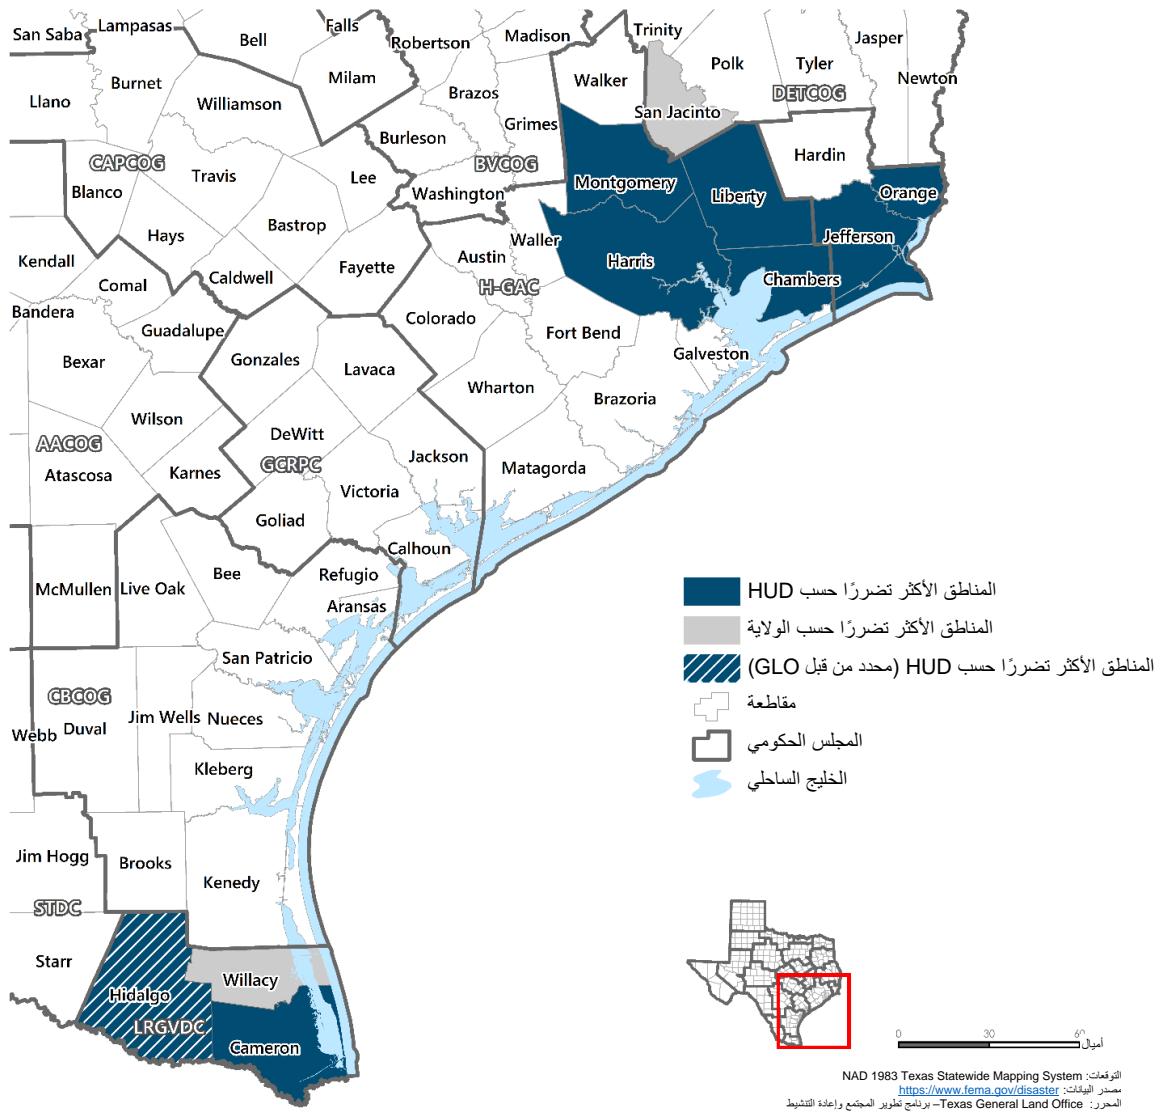 San Saba
Lampasas
Bell
Falls
Robertson
Madison
Trinity
Jasper
Burnet
Milam
Walker
Polk
Tyler
Newton
Llano
Williamson
Brazos
DETCOG
Grimes
San Jacinto
Burleson
CAPCOG
Travis
Lee
BVCOG
Hardin
Blanco
Washington
Montgomery
Liberty
Orange
Hays
Bastrop
Waller
Jefferson
Kendall
Fayette
Austin
Harris
Comal
Caldwell
H-GAC
Chambers
Bandera
Guadalupe
Colorado
Fort Bend
Bexar
Gonzales
Lavaca
Galveston
Wharton
Brazoria
Wilson
AACOG
DeWitt
Atascosa
Karnes
GCRPC
Jackson
Matagorda
Victoria
Goliad
Calhoun
McMullen
Live Oak
Bee
Refugio
Aransas
San Patricio
CBCOG
Webb
Duval
Jim Wells
Nueces
Kleberg
Jim Hogg
Brooks
Kenedy
STDC
Starr
Willacy
Hidalgo
LRGVDC
Cameron
المناطق الأكثر تضررًا حسب HUD
المناطق الأكثر تضررًا حسب الولاية
المناطق الأكثر تضررًا حسب HUD (محدد من قبل GLO)
مقاطعة
المجلس الحكومي
الخليج الساحلي
0 30 60
أميال
التوقعات: NAD 1983 Texas Statewide Mapping System
مصدر البيانات: https://www.fema.gov/disaster
المحرر: Texas General Land Office– برنامج تطوير المجتمع وإعادة التنشيط